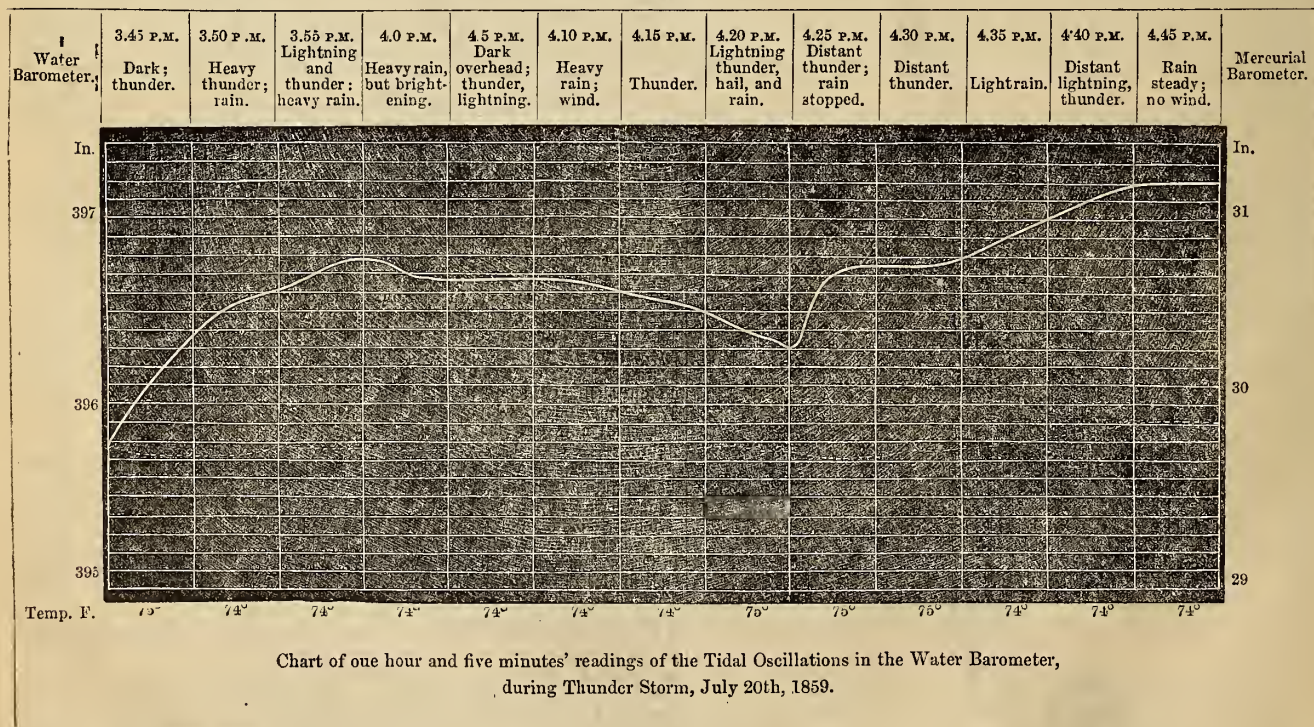 Water
Barometer.
3.45 P.M.
Dark;
thunder.
3.50 P.M.
Heavy
thunder;
rain.
3.55 P.M.
Lightning
and
thunder;
heavy rain.
4.0 P.M.
Heavy rain,
but bright-
ening.
4.5 P.M.
Dark
overhead;
thunder,
lightning.
4.10 P.M.
Heavy
rain;
wind.
4.15 P.M.
Thunder.
4.20 P.M.
Lightning
thunder,
hail, and
rain.
4.25 P.M.
Distant
thunder;
rain
stopped.
4.30 P.M.
Distant
thunder.
4.35 P.M.
Light rain.
4·40 P.M.
Distant
lightning,
thunder.
4.45 P.M.
Rain
steady;
no wind.
Mercurial
Barometer.
In. In.
397 31
396 30
395 29
Temp. F. 74° 74° 74° 74° 74° 74° 75° 75° 75° 74° 74° 74°
Chart of one hour and five minutes' readings of the Tidal Oscillations in the Water Barometer,
during Thunder Storm, July 20th, 1859.